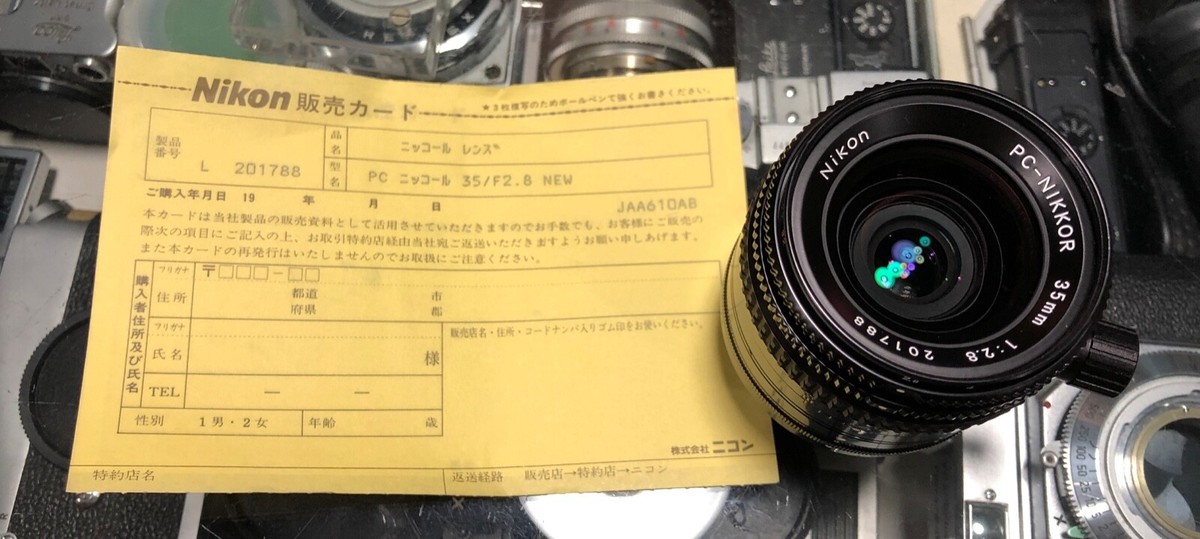 Nikon 販売カード
★3枚複写のためボールペンで強くお書きください。
製品番号 L 201788
品名 ニッコール レンズ
型名 PC ニッコール 35/F2.8 NEW
ご購入年月日 19 年 月 日
JAA610AB
本カードは当社製品の販売資料として活用させていただきますのでお手数でも、お客様にご販売の
際次の項目にご記入の上、お取引特約店経由当社宛ご返送いただきますようお願い申しあげます。
また本カードの再発行はいたしませんのでお取扱にご注意ください。
購入者住所及び氏名
フリガナ 〒□□□-□□
住所 都道府県 市郡
フリガナ
氏名 様
TEL — —
性別 1男・2女 年齢 歳
販売店名・住所・コードナンバ入りゴム印をお使いください。
株式会社ニコン
特約店名
返送経路 販売店→特約店→ニコン
Nikon
PC-NIKKOR 35mm 1:2.8 201788